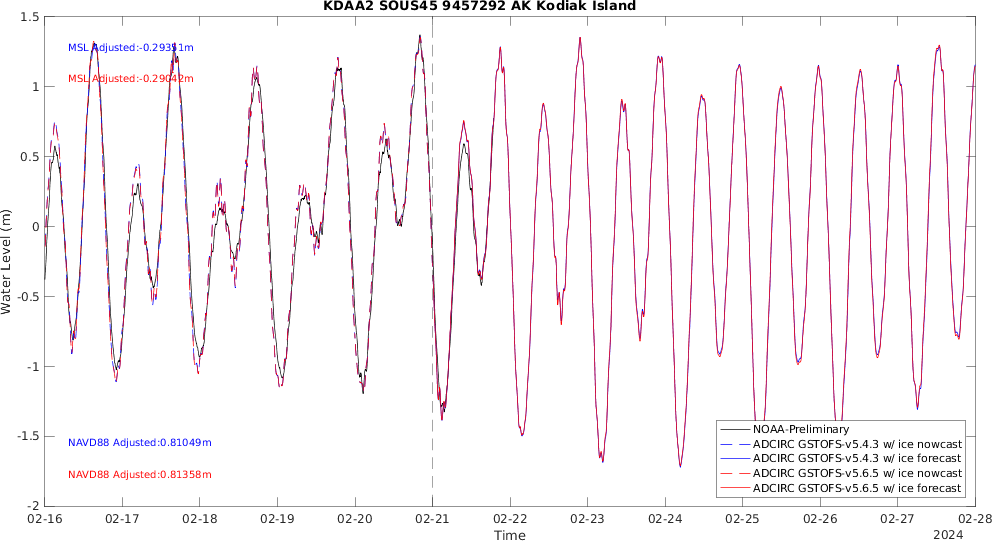 KDAA2 SOUS45 9457292 AK Kodiak Island
1.5
1
0.5
0
-0.5
-1
-1.5
-2
Water Level (m)
MSL Adjusted:-0.29351m
MSL Adjusted:-0.29042m
NAVD88 Adjusted:0.81049m
NAVD88 Adjusted:0.81358m
NOAA-Preliminary
ADCIRC GSTOFS-v5.4.3 w/ ice nowcast
ADCIRC GSTOFS-v5.4.3 w/ ice forecast
ADCIRC GSTOFS-v5.6.5 w/ ice nowcast
ADCIRC GSTOFS-v5.6.5 w/ ice forecast
02-16 02-17 02-18 02-19 02-20 02-21 02-22 02-23 02-24 02-25 02-26 02-27 02-28
Time
2024